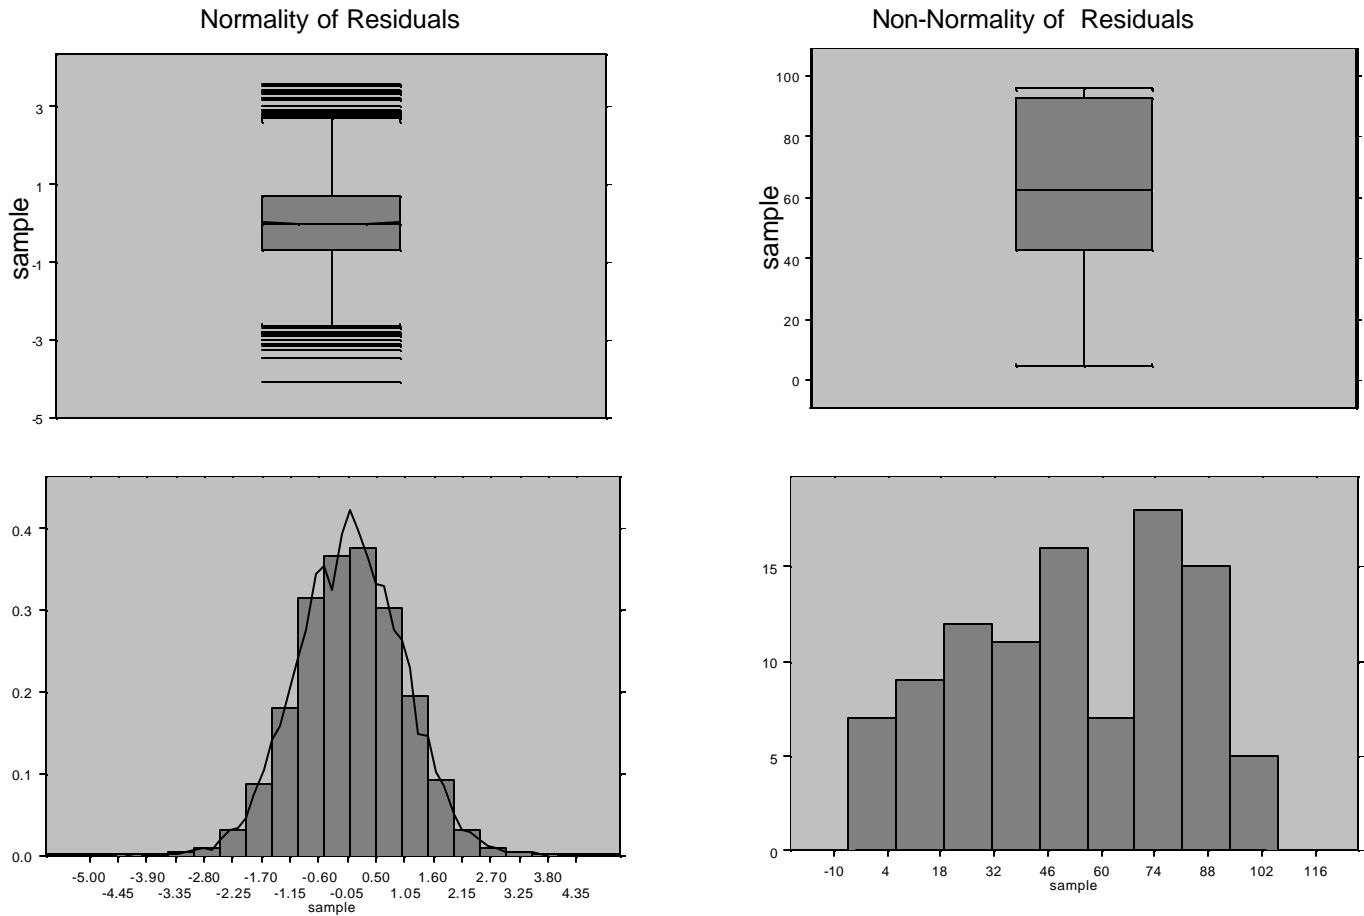 Normality of Residuals
3
1
-1
-3
-5
sample
Non-Normality of Residuals
100
80
60
40
20
0
sample
0.4
0.3
0.2
0.1
0.0
-5.00 -3.90 -2.80 -1.70 -0.60 0.50 1.60 2.70 3.80
-4.45 -3.35 -2.25 -1.15 -0.05 1.05 2.15 3.25 4.35
sample
15
10
5
0
-10 4 18 32 46 60 74 88 102 116
sample